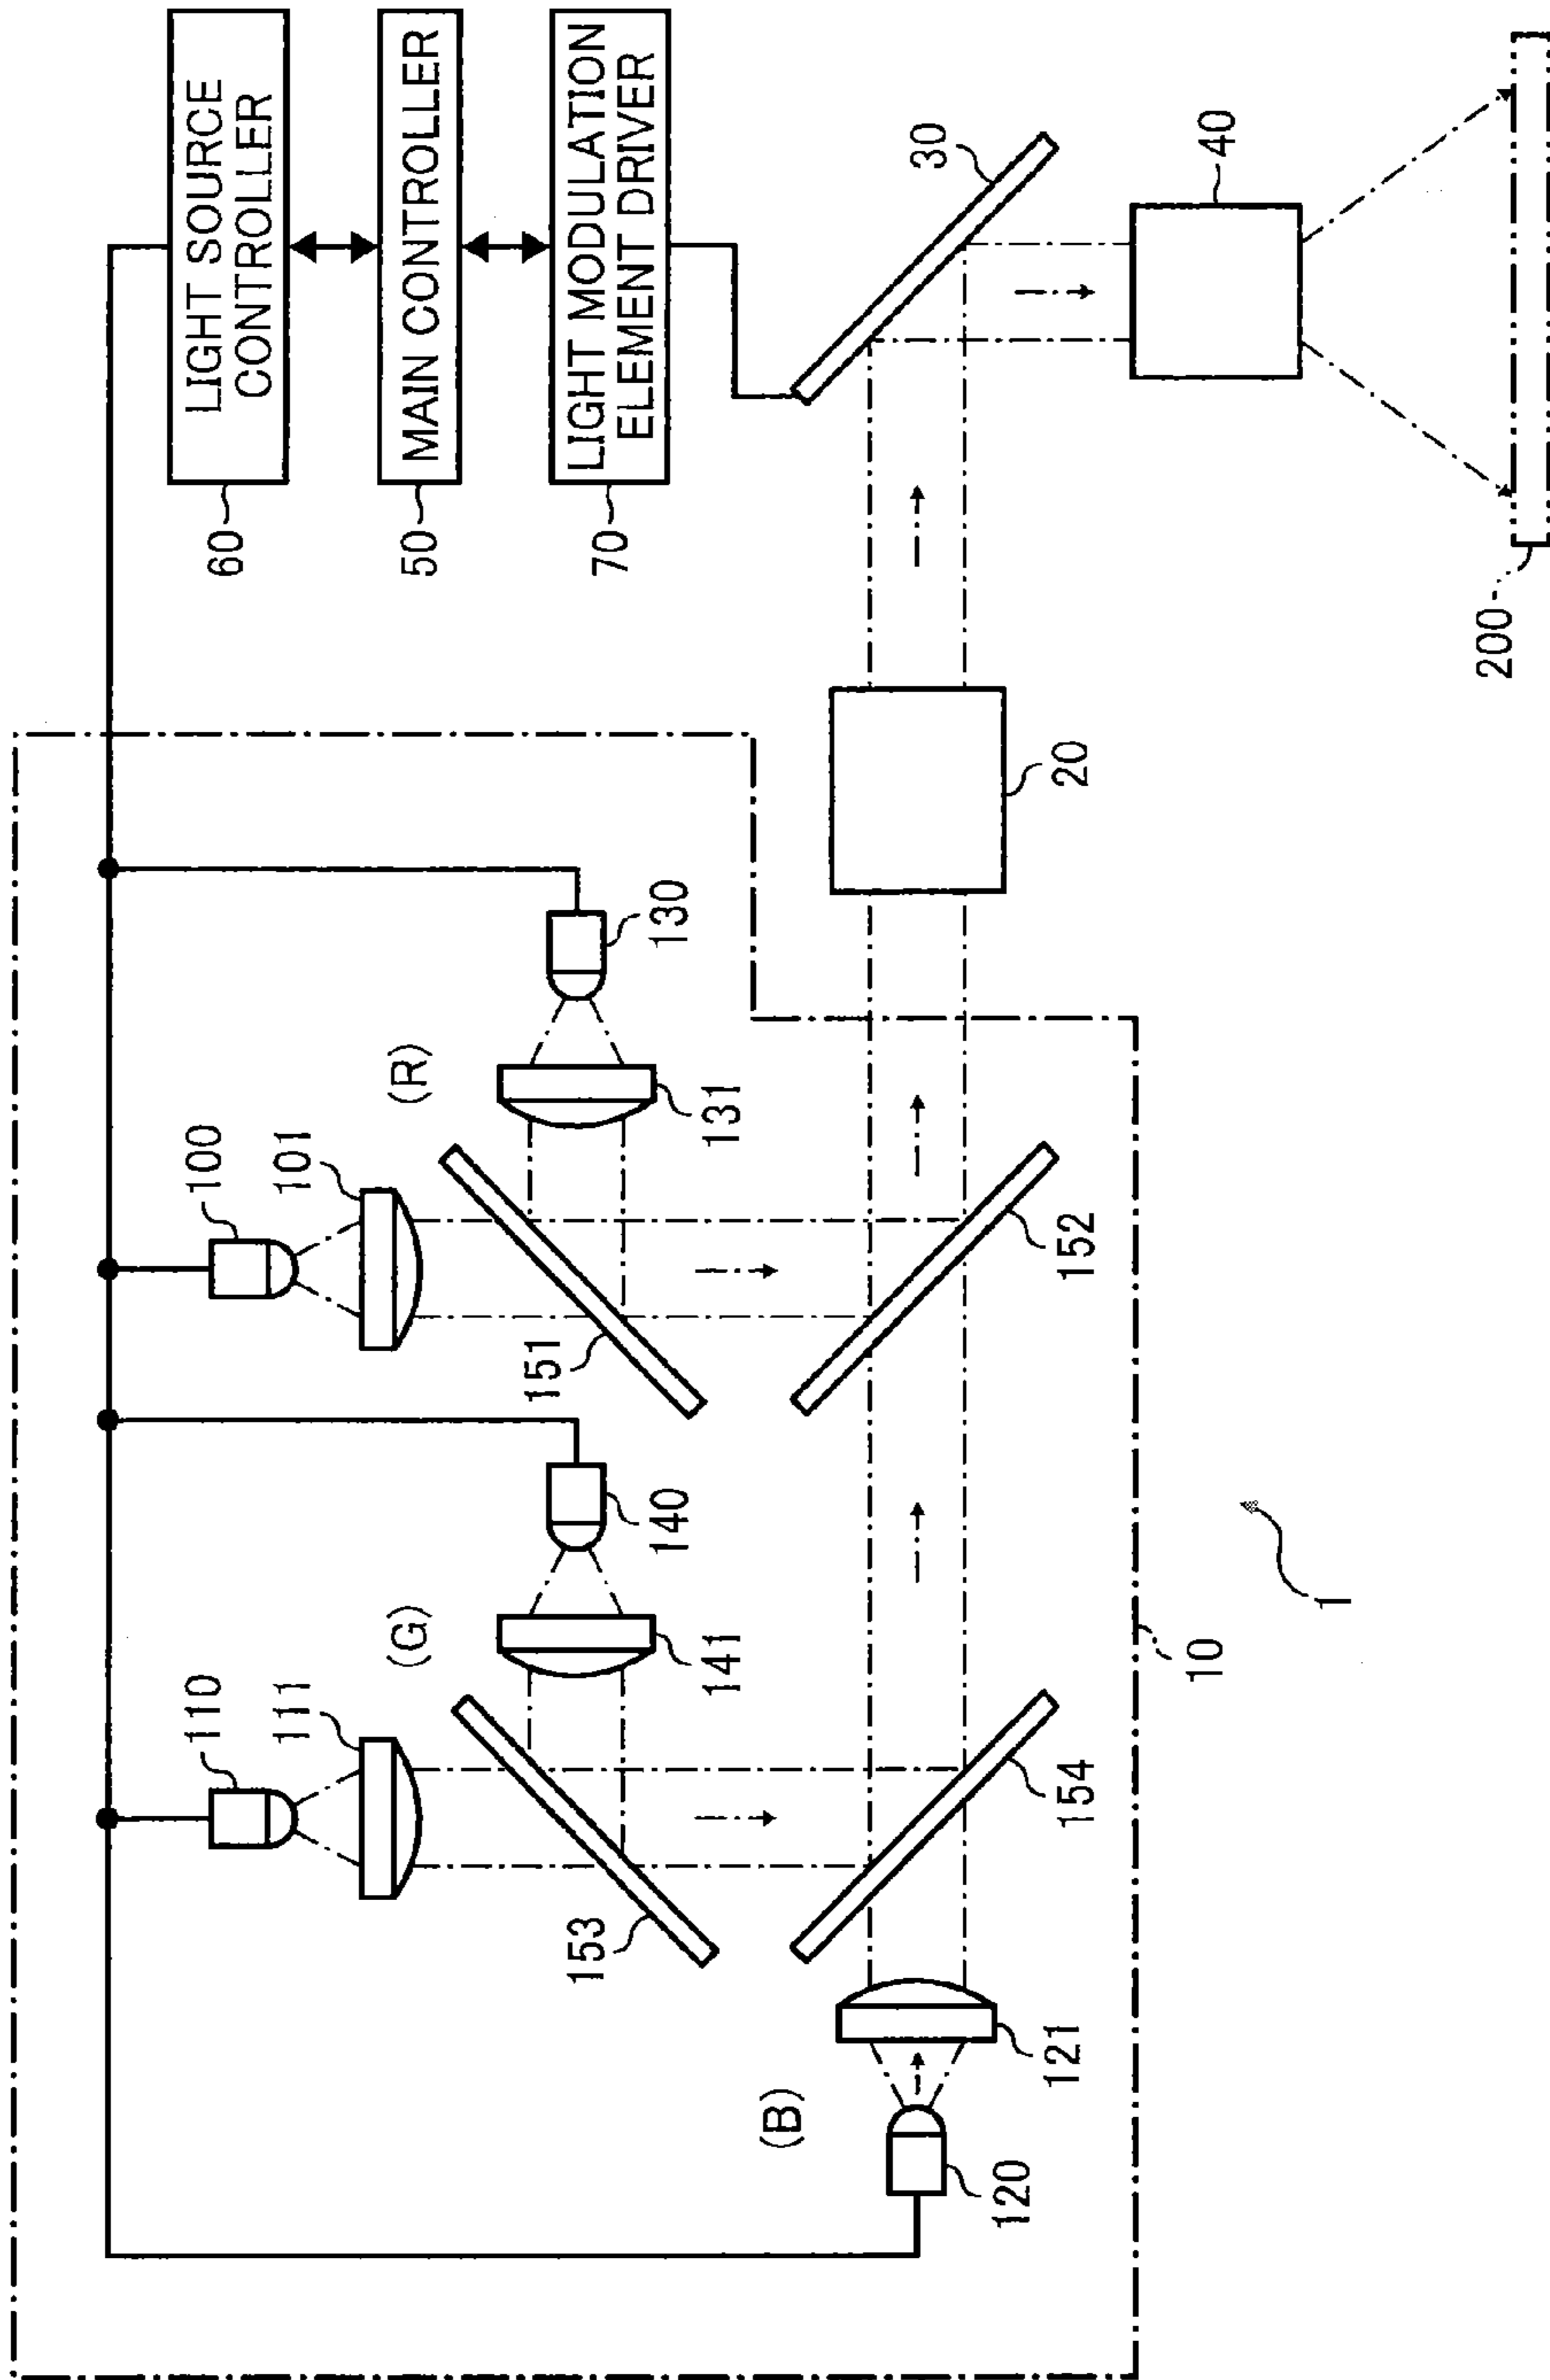 60
LIGHT SOURCE
CONTROLLER
50
MAIN CONTROLLER
70
LIGHT MODULATION
ELEMENT DRIVER
110
111
(G)
140
141
153
100
101
(R)
130
131
151
30
40
(B)
120
121
154
152
20
200
10
1